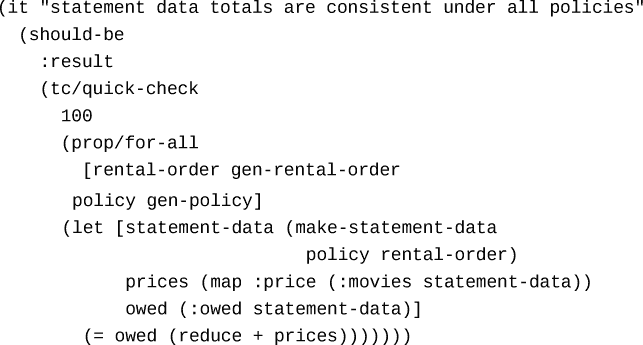 (it "statement data totals are consistent under all policies"
  (should-be
    :result
    (tc/quick-check
      100
      (prop/for-all
        [rental-order gen-rental-order
       policy gen-policy]
      (let [statement-data (make-statement-data
                             policy rental-order)
            prices (map :price (:movies statement-data))
            owed (:owed statement-data)]
        (= owed (reduce + prices)))))))